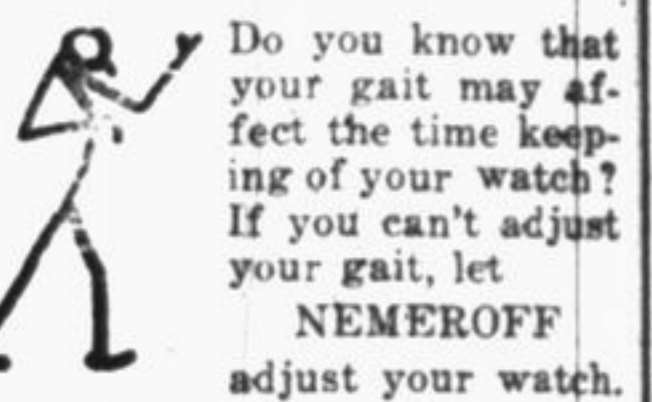 Do you know that
your gait may af-
fect the time keep-
ing of your watch?
If you can't adjust
your gait, let
NEMEROFF
adjust your watch.